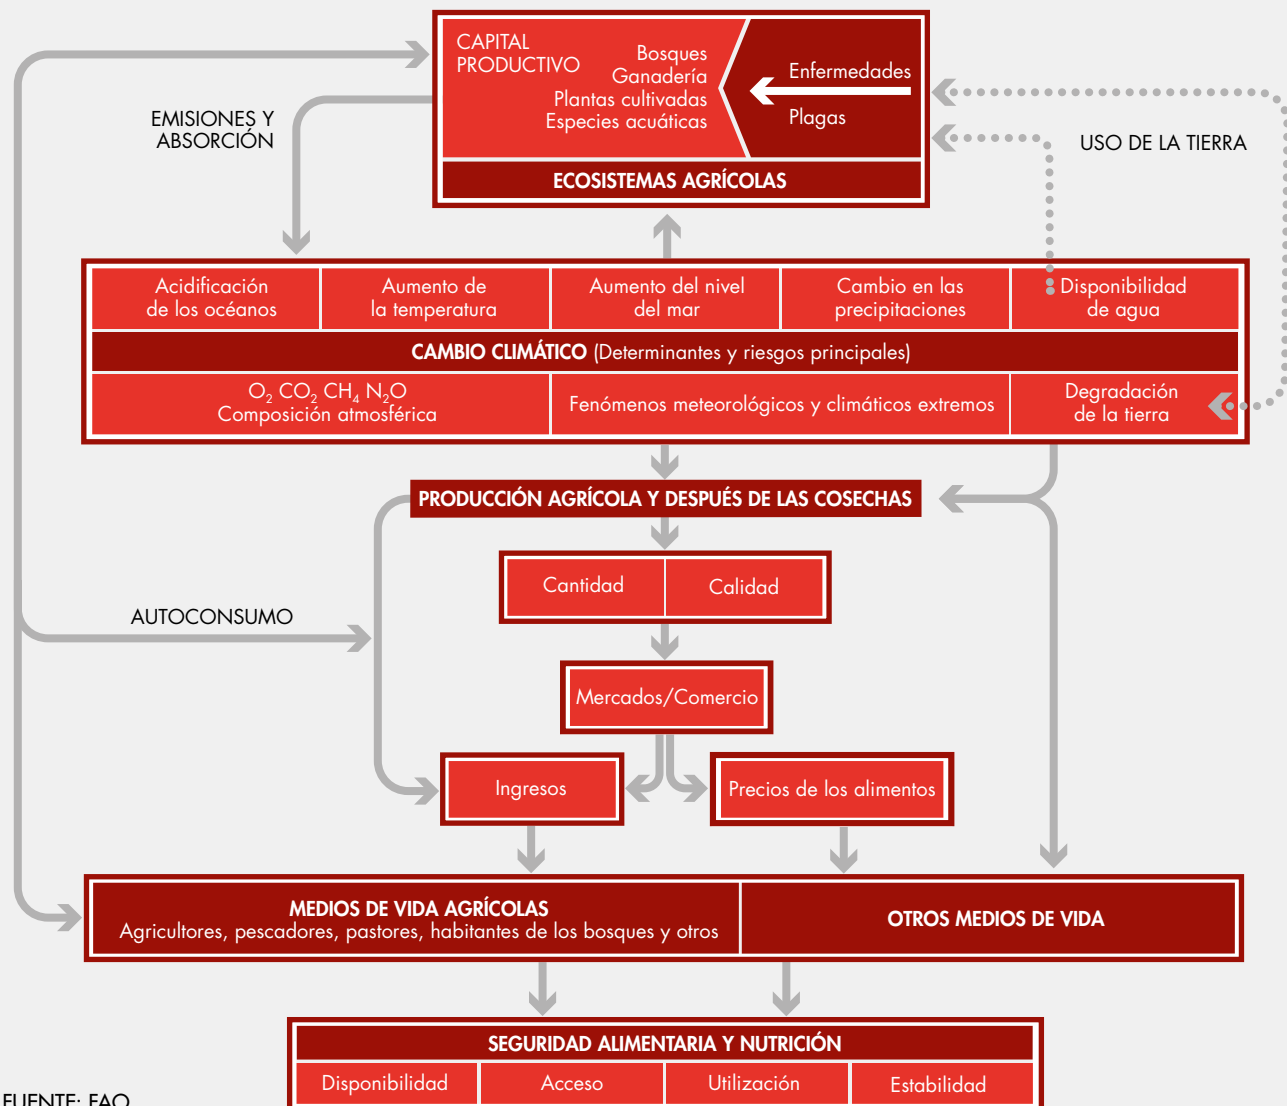 CAPITAL
PRODUCTIVO
Bosques
Ganadería
Plantas cultivadas
Especies acuáticas
Enfermedades
Plagas
ECOSISTEMAS AGRÍCOLAS
EMISIONES Y
ABSORCIÓN
USO DE LA TIERRA
Acidificación
de los océanos
Aumento de
la temperatura
Aumento del nivel
del mar
Cambio en las
precipitaciones
Disponibilidad
de agua
CAMBIO CLIMÁTICO (Determinantes y riesgos principales)
O₂ CO₂ CH₄ N₂O
Composición atmosférica
Fenómenos meteorológicos y climáticos extremos
Degradación
de la tierra
PRODUCCIÓN AGRÍCOLA Y DESPUÉS DE LAS COSECHAS
Cantidad
Calidad
AUTOCONSUMO
Mercados/Comercio
Ingresos
Precios de los alimentos
MEDIOS DE VIDA AGRÍCOLAS
Agricultores, pescadores, pastores, habitantes de los bosques y otros
OTROS MEDIOS DE VIDA
SEGURIDAD ALIMENTARIA Y NUTRICIÓN
Disponibilidad
Acceso
Utilización
Estabilidad
FUENTE: FAO